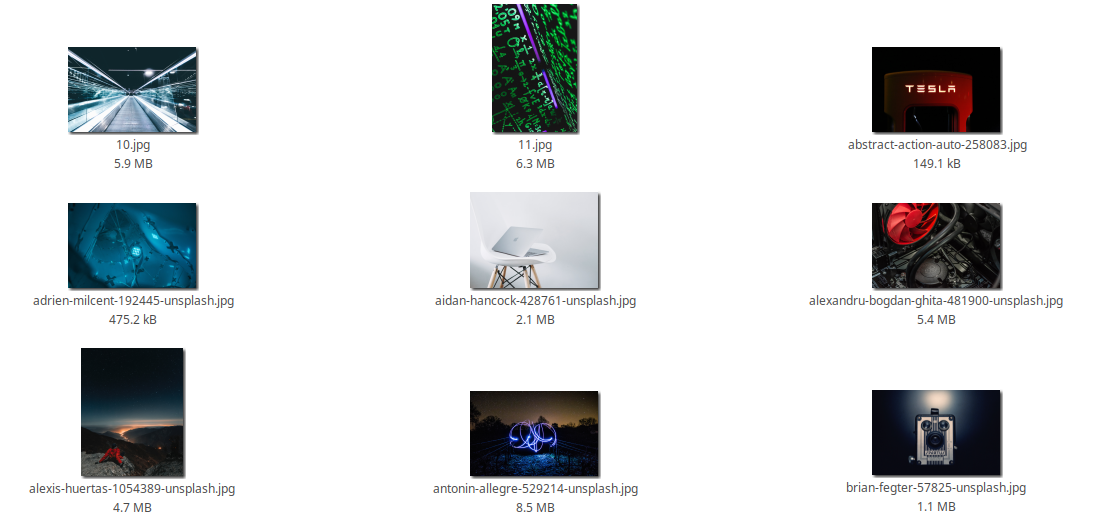 10.jpg
5.9 MB
11.jpg
6.3 MB
TESLA
abstract-action-auto-258083.jpg
149.1 kB
adrien-milcent-192445-unsplash.jpg
475.2 kB
aidan-hancock-428761-unsplash.jpg
2.1 MB
alexandru-bogdan-ghita-481900-unsplash.jpg
5.4 MB
alexis-huertas-1054389-unsplash.jpg
4.7 MB
antonin-allegre-529214-unsplash.jpg
8.5 MB
brian-fegter-57825-unsplash.jpg
1.1 MB